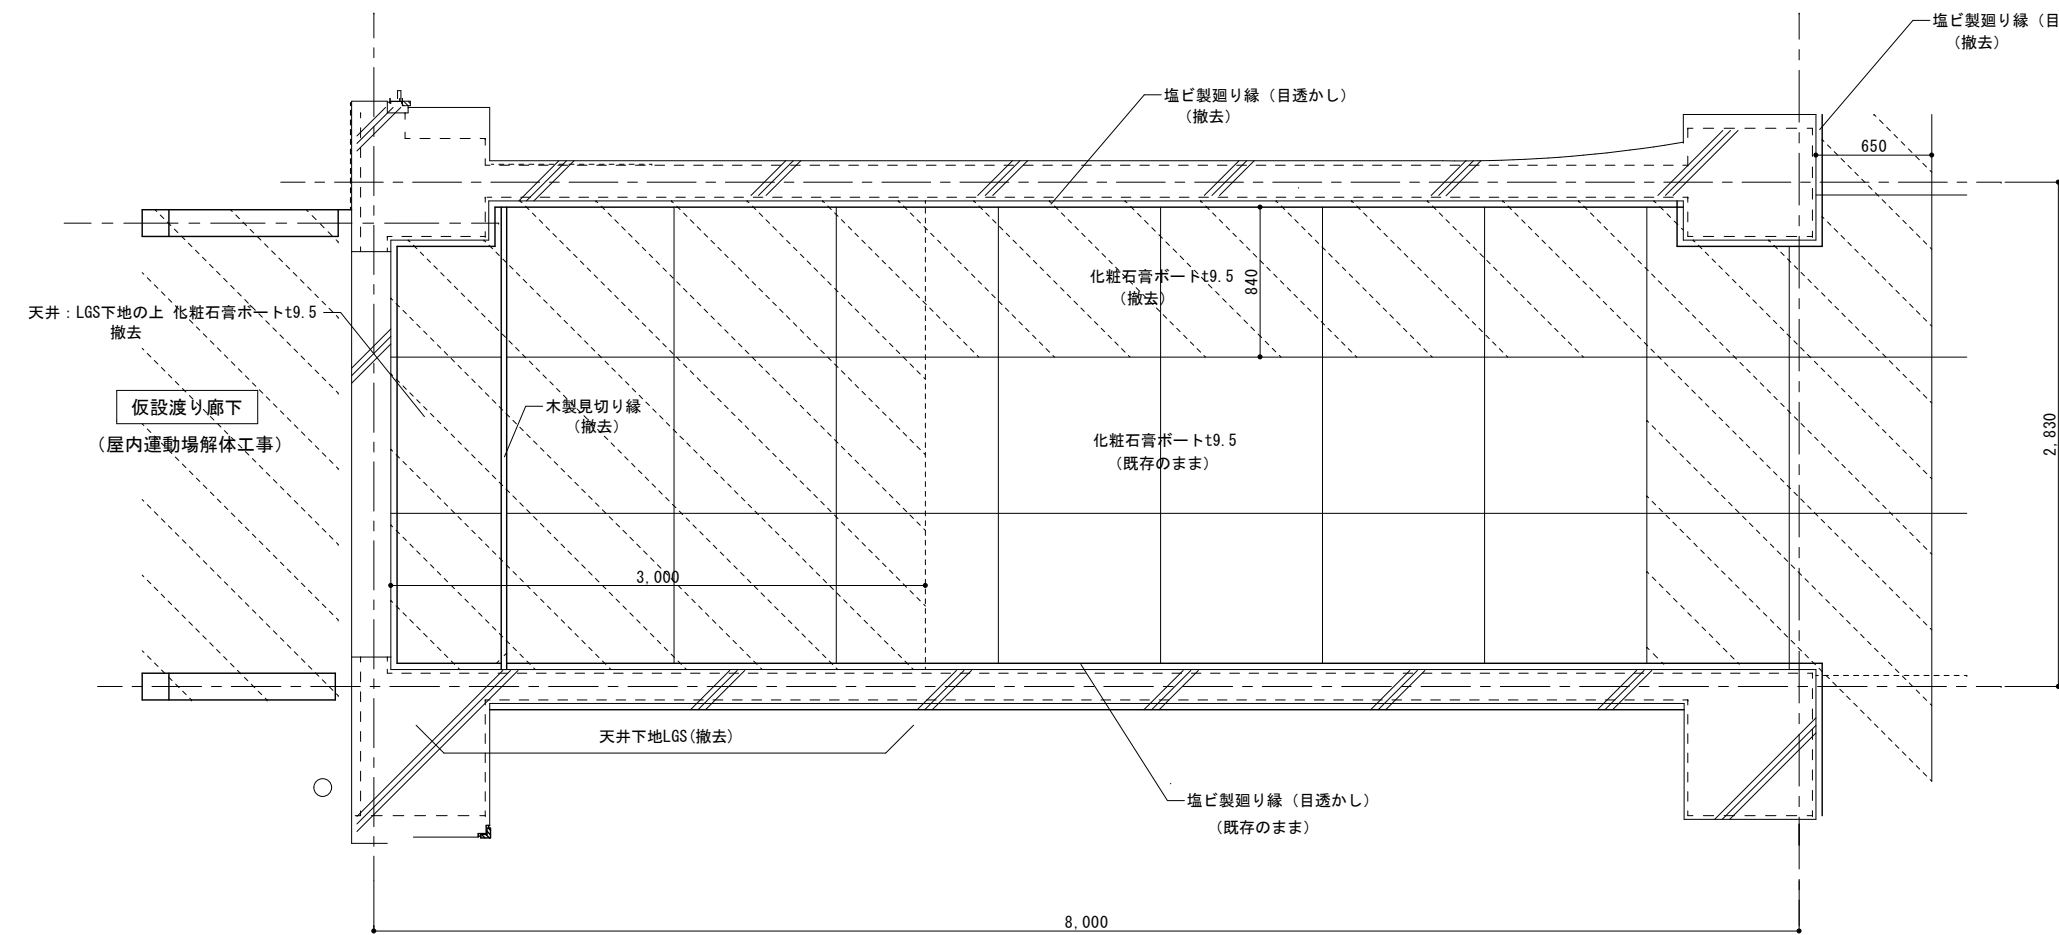 塩ビ製廻り縁（目
（撤去）
塩ビ製廻り縁（目透かし）
（撤去）
650
化粧石膏ボードt9.5
（撤去）
840
天井：LGS下地の上 化粧石膏ボードt9.5
撤去
仮設渡り廊下
（屋内運動場解体工事）
木製見切り縁
（撤去）
化粧石膏ボードt9.5
（既存のまま）
2,830
3,000
天井下地LGS(撤去)
塩ビ製廻り縁（目透かし）
（既存のまま）
8,000